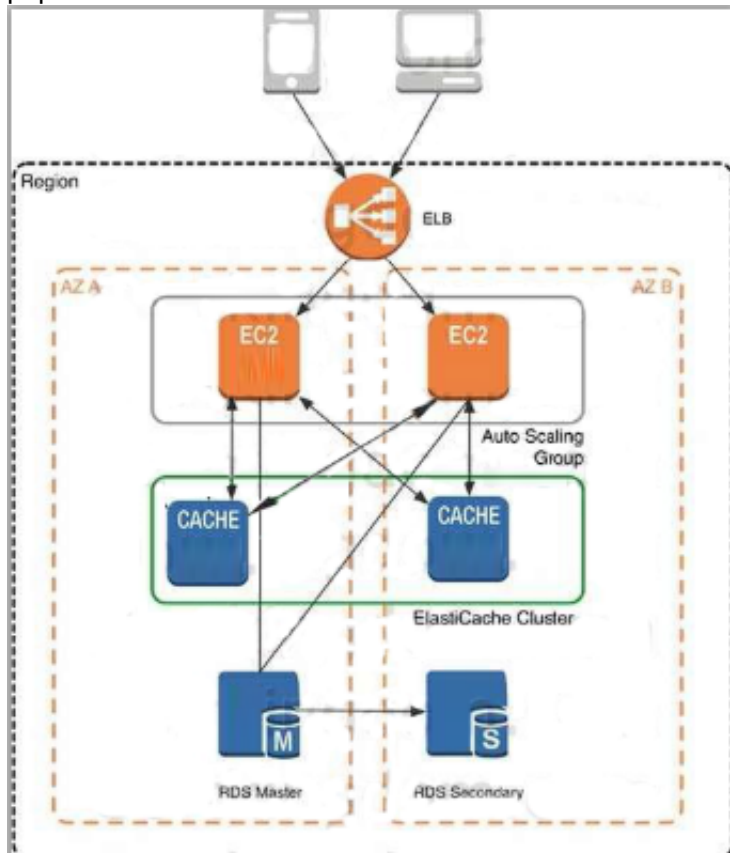 Region
ELB
AZ A
AZ B
EC2
EC2
Auto Scaling
Group
CACHE
CACHE
ElastiCache Cluster
M
S
RDS Master
RDS Secondary